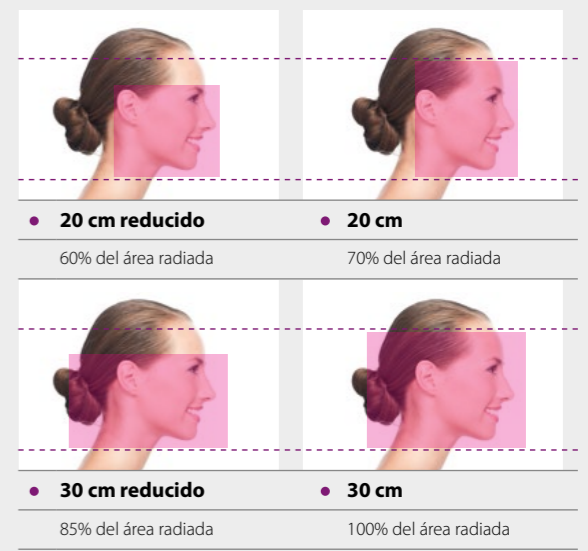 20 cm reducido
20 cm
60% del área radiada
70% del área radiada
30 cm reducido
30 cm
85% del área radiada
100% del área radiada